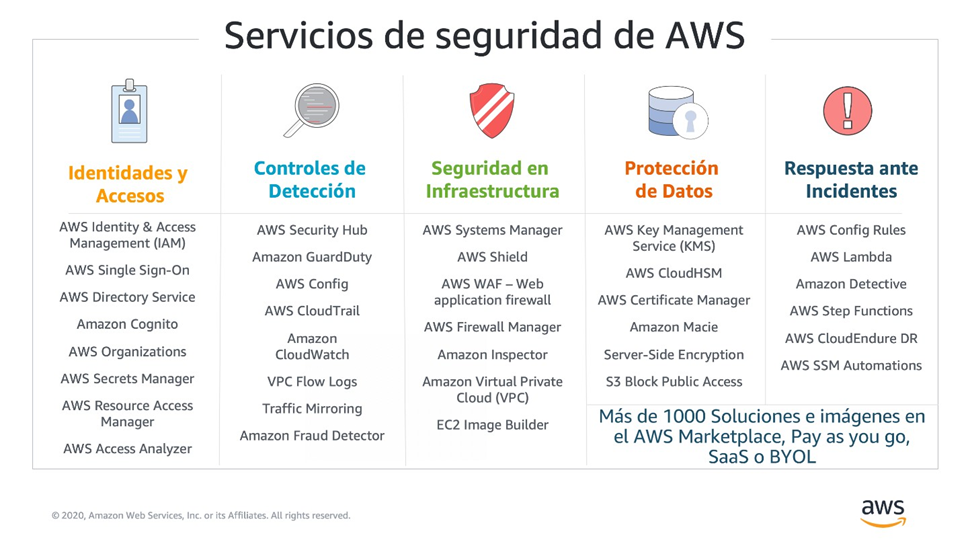 Servicios de seguridad de AWS
Identidades y
Accesos
AWS Identity & Access
Management (IAM)
AWS Single Sign-On
AWS Directory Service
Amazon Cognito
AWS Organizations
AWS Secrets Manager
AWS Resource Access
Manager
AWS Access Analyzer
Controles de
Detección
AWS Security Hub
Amazon GuardDuty
AWS Config
AWS CloudTrail
Amazon
CloudWatch
VPC Flow Logs
Traffic Mirroring
Amazon Fraud Detector
Seguridad en
Infraestructura
AWS Systems Manager
AWS Shield
AWS WAF – Web
application firewall
AWS Firewall Manager
Amazon Inspector
Amazon Virtual Private
Cloud (VPC)
EC2 Image Builder
Protección
de Datos
AWS Key Management
Service (KMS)
AWS CloudHSM
AWS Certificate Manager
Amazon Macie
Server-Side Encryption
S3 Block Public Access
Respuesta ante
Incidentes
AWS Config Rules
AWS Lambda
Amazon Detective
AWS Step Functions
AWS CloudEndure DR
AWS SSM Automations
Más de 1000 Soluciones e imágenes en
el AWS Marketplace, Pay as you go,
SaaS o BYOL
© 2020, Amazon Web Services, Inc. or its Affiliates. All rights reserved.
aws